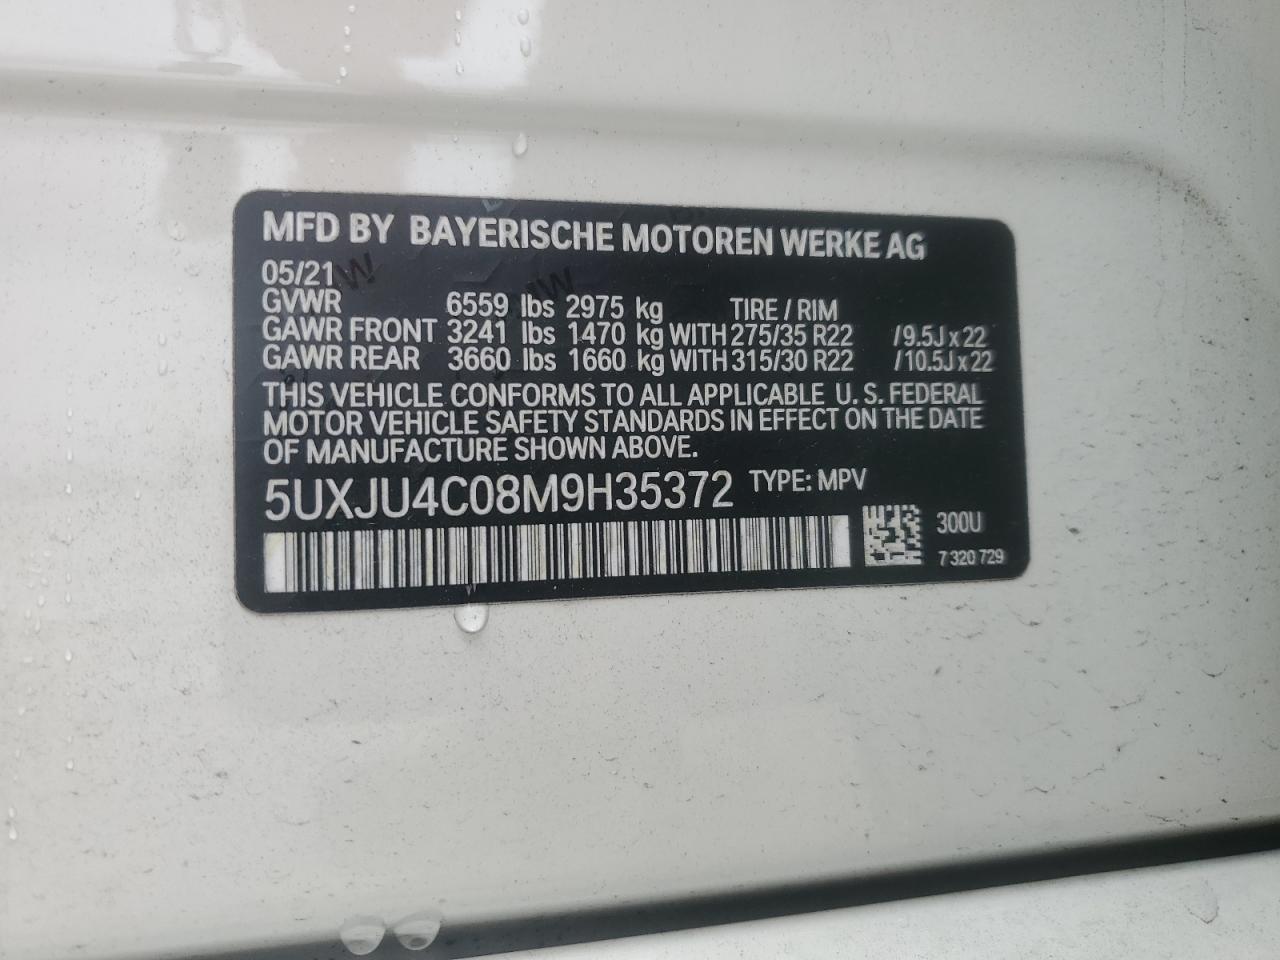 MFD BY BAYERISCHE MOTOREN WERKE AG
05/21
GVWR 6559 lbs 2975 kg TIRE / RIM
GAWR FRONT 3241 lbs 1470 kg WITH 275/35 R22 /9.5J x 22
GAWR REAR 3660 lbs 1660 kg WITH 315/30 R22 /10.5J x 22
THIS VEHICLE CONFORMS TO ALL APPLICABLE U. S. FEDERAL
MOTOR VEHICLE SAFETY STANDARDS IN EFFECT ON THE DATE
OF MANUFACTURE SHOWN ABOVE.
5UXJU4C08M9H35372 TYPE: MPV
300U
7 320 729